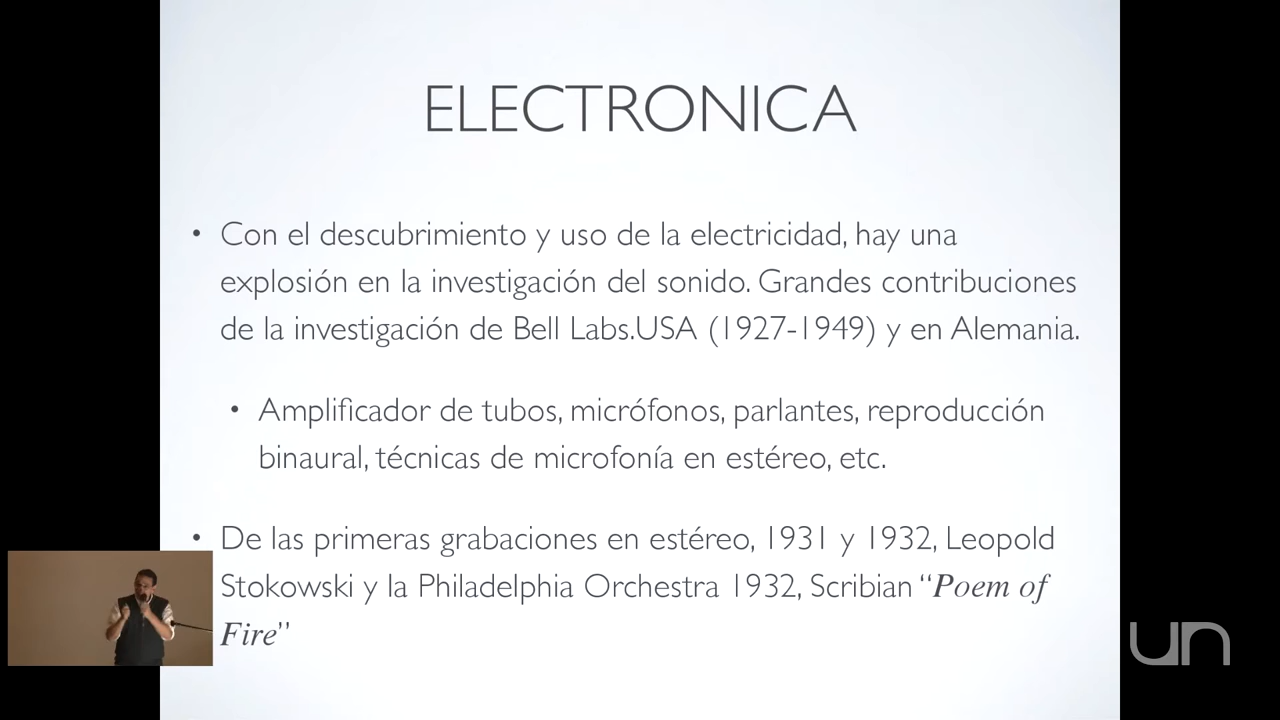 ELECTRONICA
• Con el descubrimiento y uso de la electricidad, hay una
explosión en la investigación del sonido. Grandes contribuciones
de la investigación de Bell Labs.USA (1927-1949) y en Alemania.
• Amplificador de tubos, micrófonos, parlantes, reproducción
binaural, técnicas de microfonía en estéreo, etc.
• De las primeras grabaciones en estéreo, 1931 y 1932, Leopold
Stokowski y la Philadelphia Orchestra 1932, Scribian “Poem of
Fire”
un